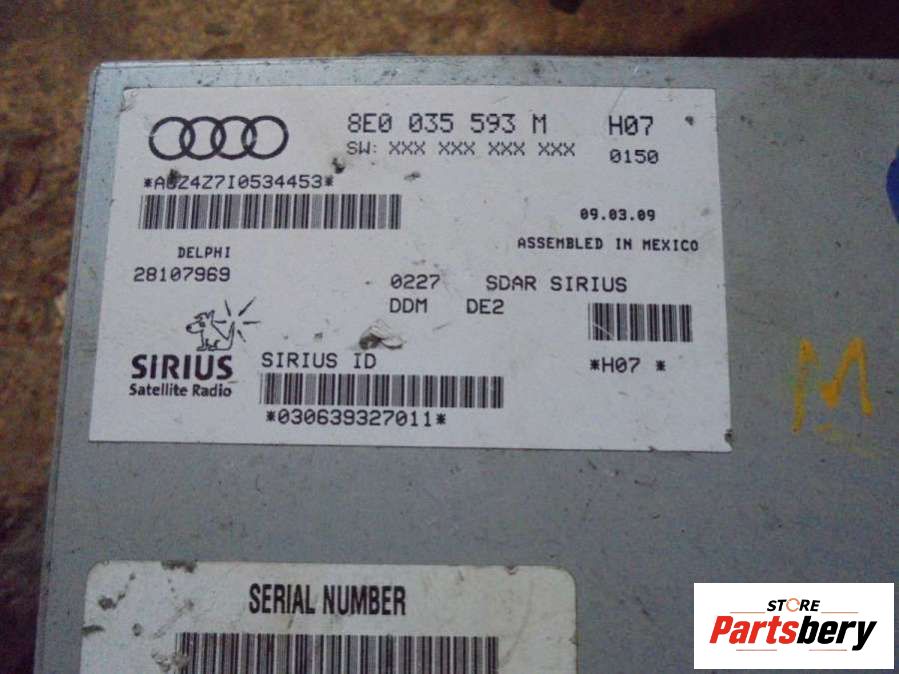 8E0 035 593 M H07
SW: XXX XXX XXX XXX 0150
*AUZ4Z7I0534453*
09.03.09
DELPHI ASSEMBLED IN MEXICO
28107969 0227 SDAR SIRIUS
DDM DE2
SIRIUS
Satellite Radio
SIRIUS ID
*H07 *
*030639327011*
M
SERIAL NUMBER
STORE
Partsbery